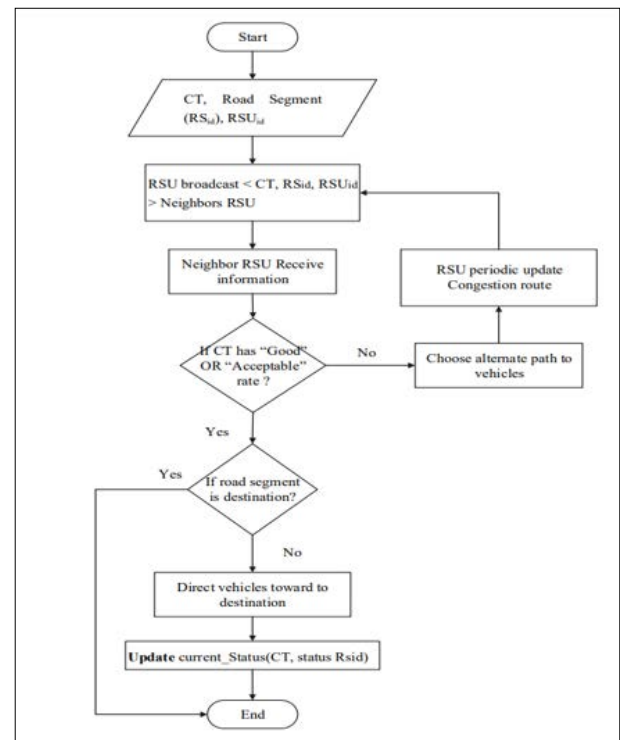 Start
CT, Road Segment
(RSid), RSUid
RSU broadcast < CT, RSid, RSUid
> Neighbors RSU
Neighbor RSU Receive
information
RSU periodic update
Congestion route
If CT has “Good”
OR “Acceptable”
rate ?
No
Choose alternate path to
vehicles
Yes
Yes
If road segment
is destination?
No
Direct vehicles toward to
destination
Update current_Status(CT, status Rsid)
End